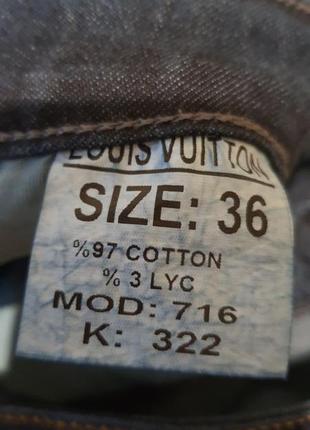 LOUIS VUITTON
SIZE: 36
%97 COTTON
% 3 LYC
MOD: 716
K: 322